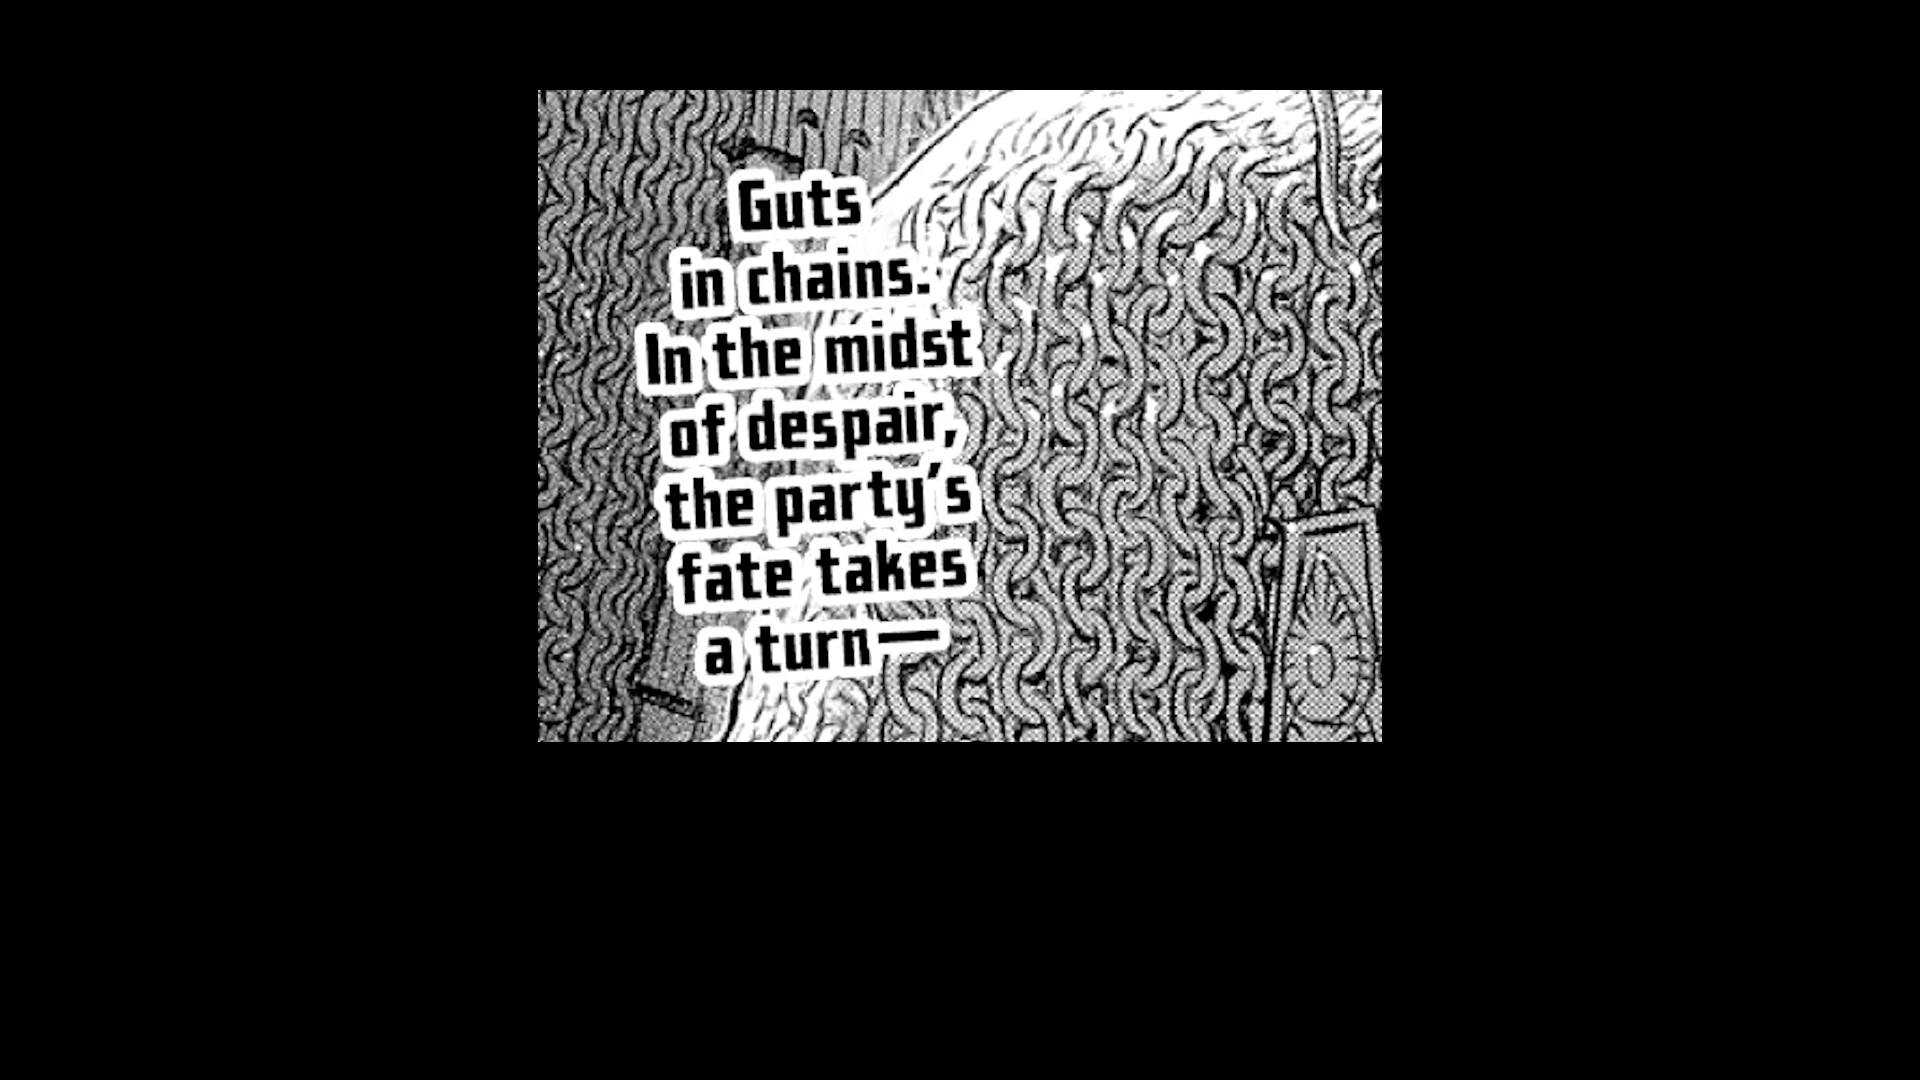 Guts
in chains.
In the midst
of despair,
the party's
fate takes
a turn—